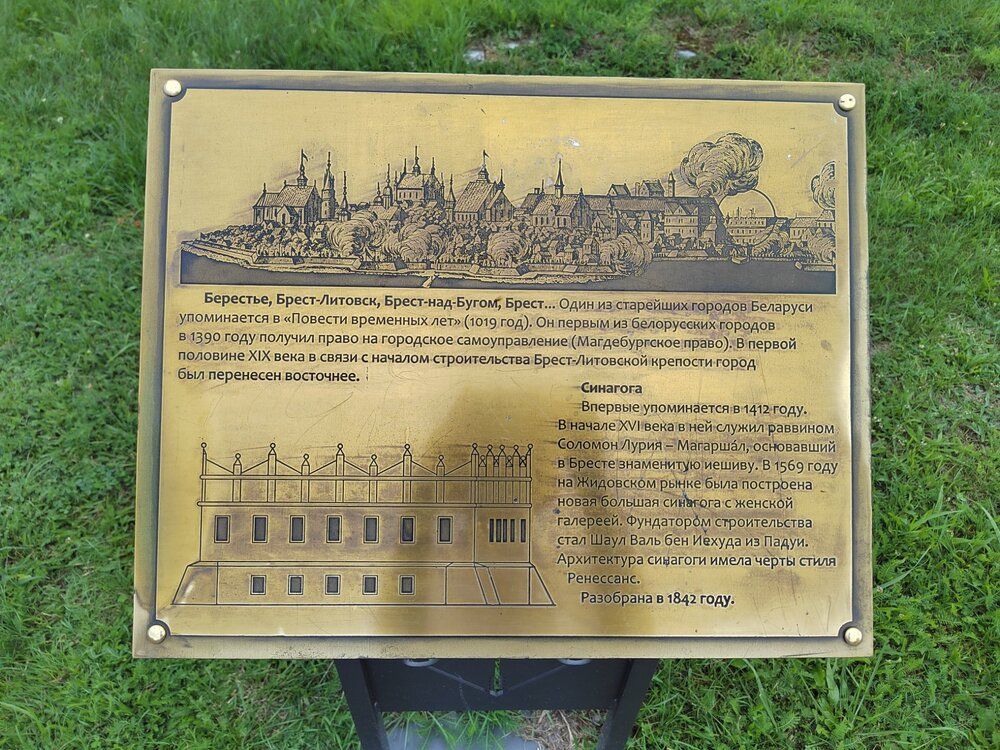 Берестье, Брест-Литовск, Брест-над-Бугом, Брест... Один из старейших городов Беларуси
упоминается в «Повести временных лет» (1019 год). Он первым из белорусских городов
в 1390 году получил право на городское самоуправление (Магдебургское право). В первой
половине XIX века в связи с началом строительства Брест-Литовской крепости город
был перенесен восточнее.
Синагога
Впервые упоминается в 1412 году.
В начале XVI века в ней служил раввином
Соломон Лурия – Магарша́л, основавший
в Бресте знаменитую иешиву. В 1569 году
на Жидовском рынке была построена
новая большая синагога с женской
галереей. Фундатором строительства
стал Шаул Валь бен Иехуда из Падуи.
Архитектура синагоги имела черты стиля
Ренессанс.
Разобрана в 1842 году.